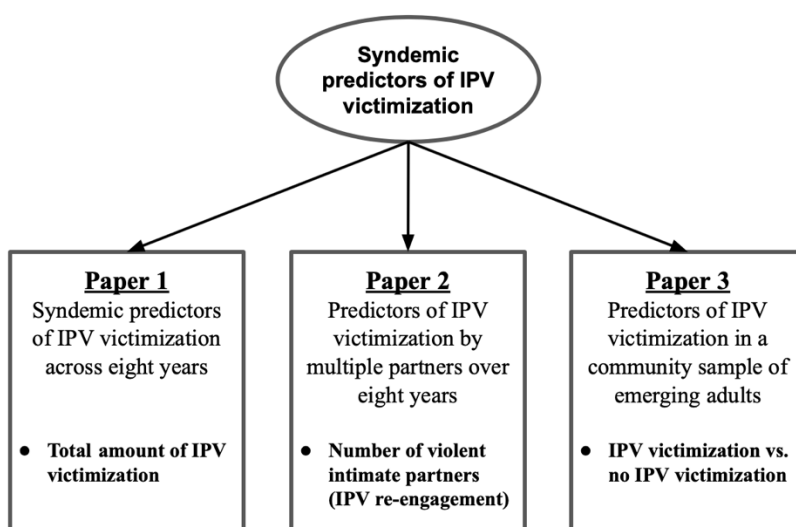 Syndemic
predictors of IPV
victimization
Paper 1
Syndemic predictors
of IPV victimization
across eight years
● Total amount of IPV
victimization
Paper 2
Predictors of IPV
victimization by
multiple partners over
eight years
● Number of violent
intimate partners
(IPV re-engagement)
Paper 3
Predictors of IPV
victimization in a
community sample of
emerging adults
● IPV victimization vs.
no IPV victimization